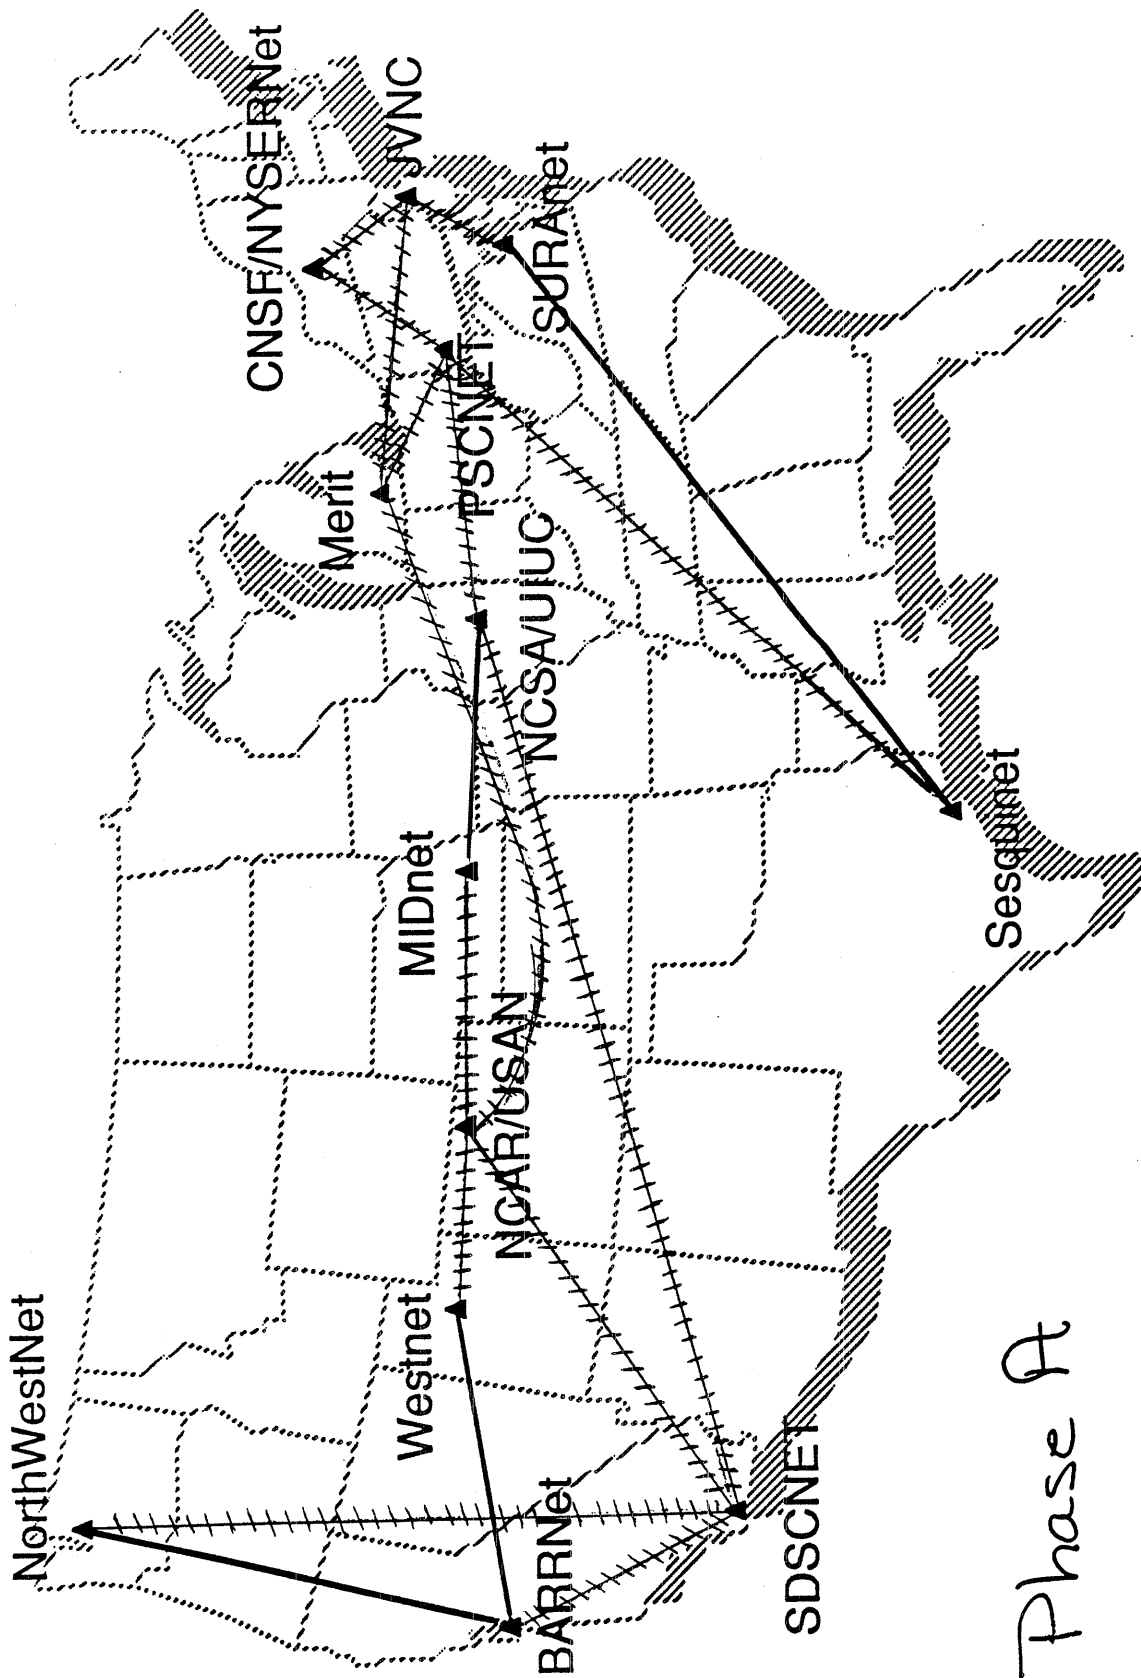 NorthWestNet
BARRNet
SDSCNET
Westnet
NCAR/USAN
MIDnet
NCSA/UIUC
Merit
PSCNET
CNSF/NYSERNet
JVNC
SURAnet
Sesquinet
Phase A